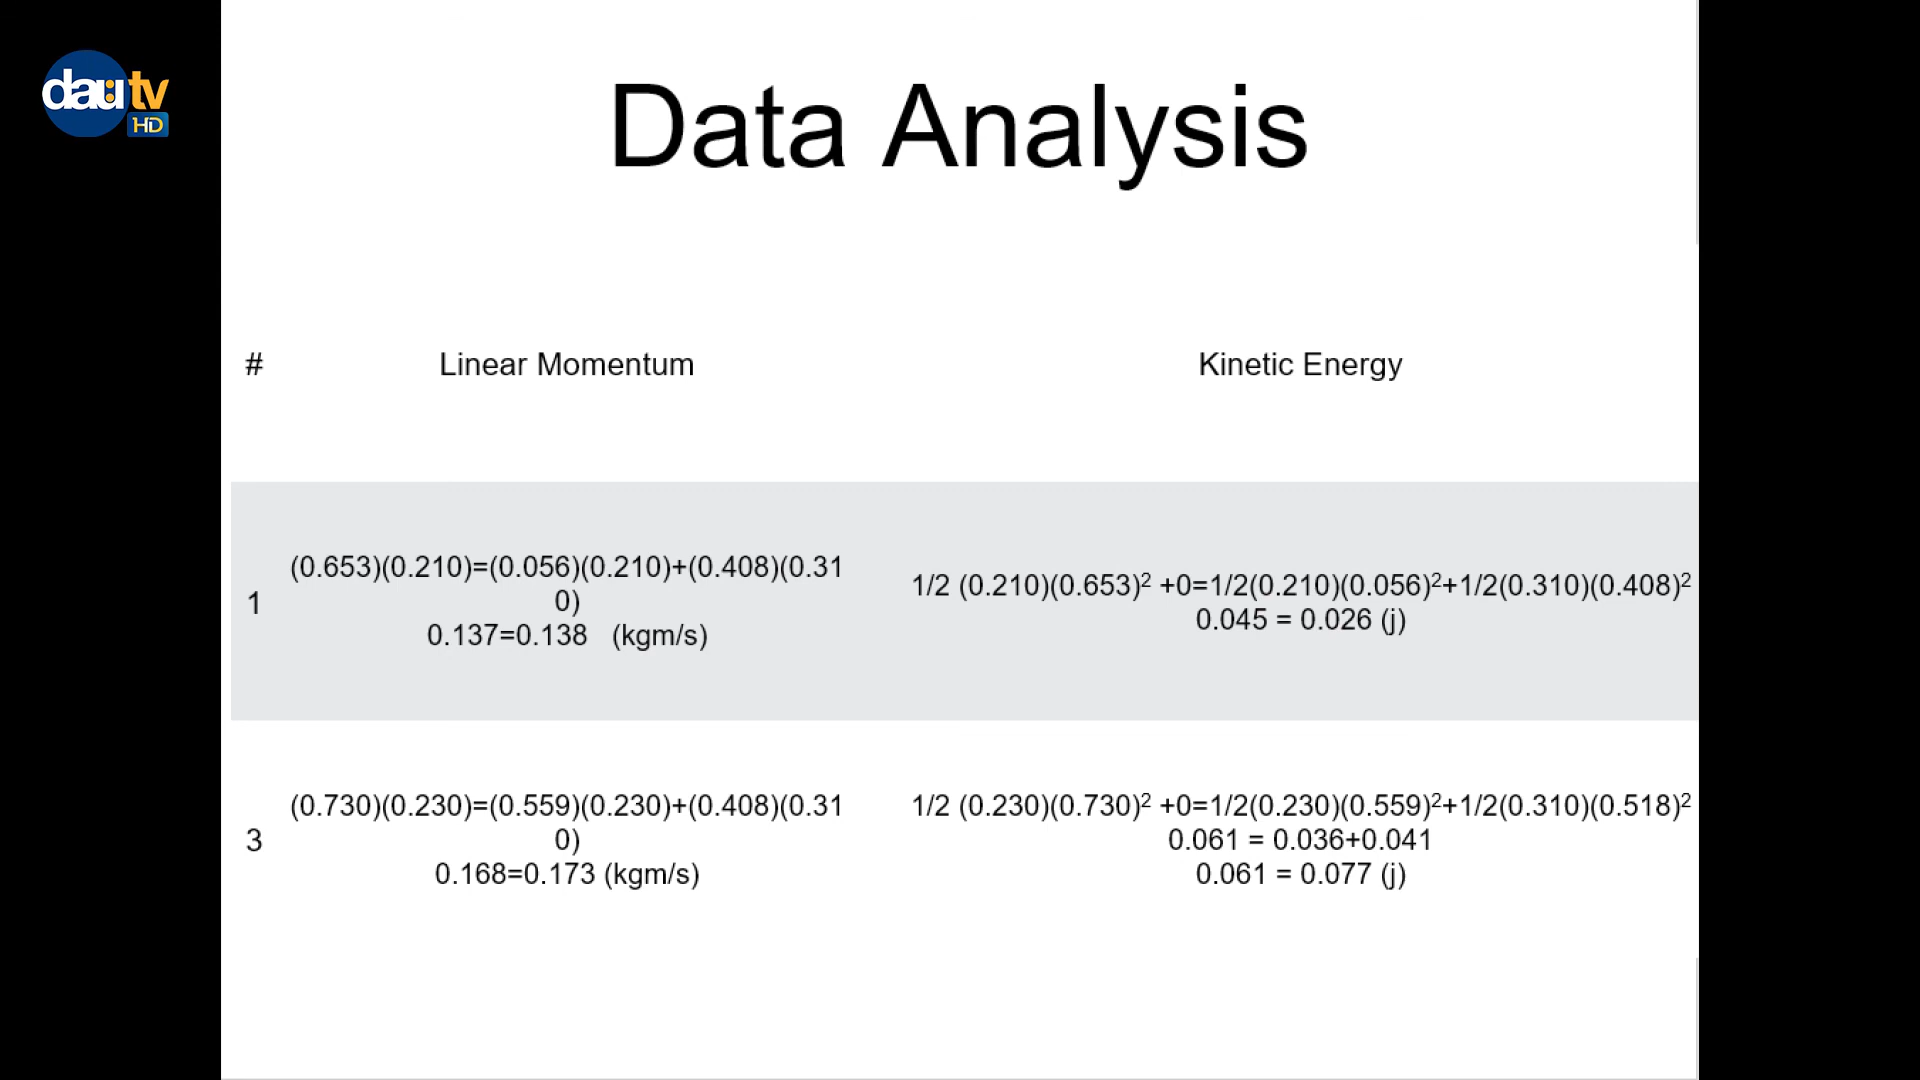 dau:tv
HD
Data Analysis
# Linear Momentum Kinetic Energy
1
(0.653)(0.210)=(0.056)(0.210)+(0.408)(0.31
0)
0.137=0.138 (kgm/s)
1/2 (0.210)(0.653)² +0=1/2(0.210)(0.056)²+1/2(0.310)(0.408)²
0.045 = 0.026 (j)
3
(0.730)(0.230)=(0.559)(0.230)+(0.408)(0.31
0)
0.168=0.173 (kgm/s)
1/2 (0.230)(0.730)² +0=1/2(0.230)(0.559)²+1/2(0.310)(0.518)²
0.061 = 0.036+0.041
0.061 = 0.077 (j)